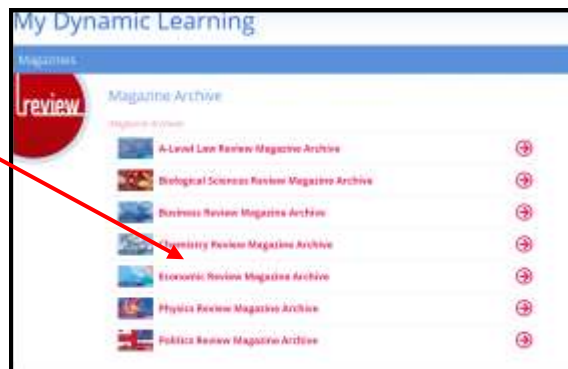 My Dynamic Learning
Magazines
review
Magazine Archive
Magazine Archives
A-Level Law Review Magazine Archive
Biological Sciences Review Magazine Archive
Business Review Magazine Archive
Chemistry Review Magazine Archive
Economic Review Magazine Archive
Physics Review Magazine Archive
Politics Review Magazine Archive